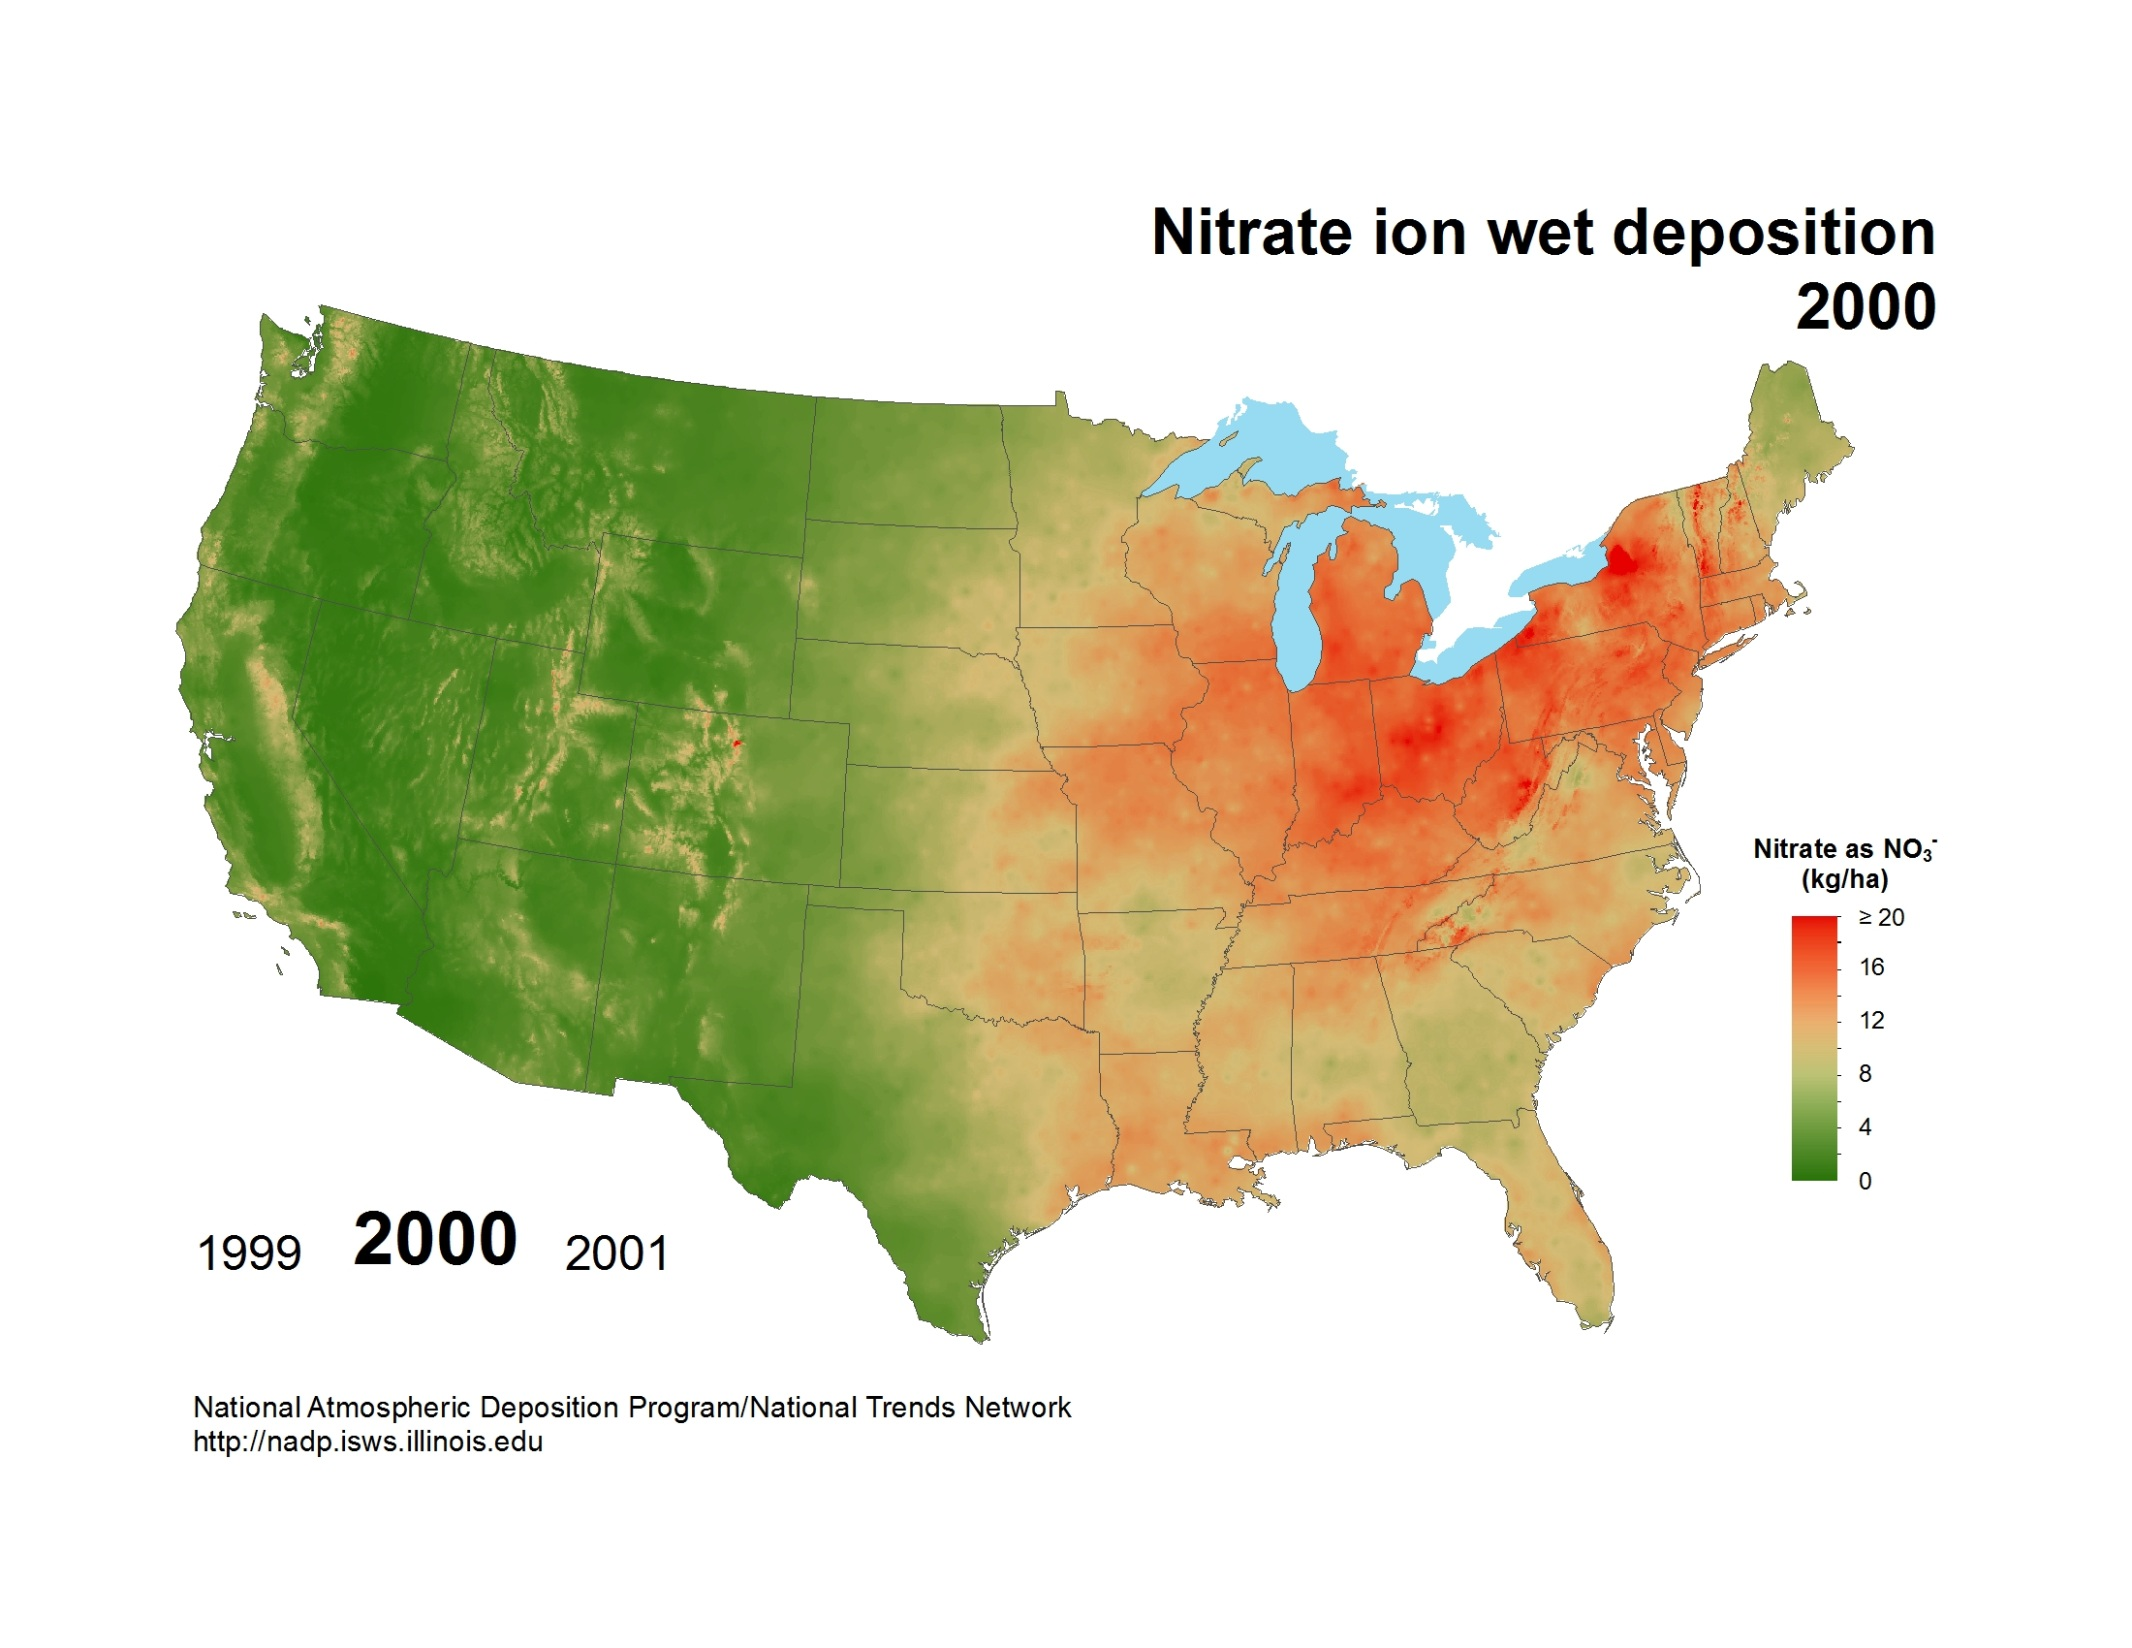 Nitrate ion wet deposition
2000
Nitrate as NO₃⁻
(kg/ha)
≥ 20
16
12
8
4
0
1999 2000 2001
National Atmospheric Deposition Program/National Trends Network
http://nadp.isws.illinois.edu